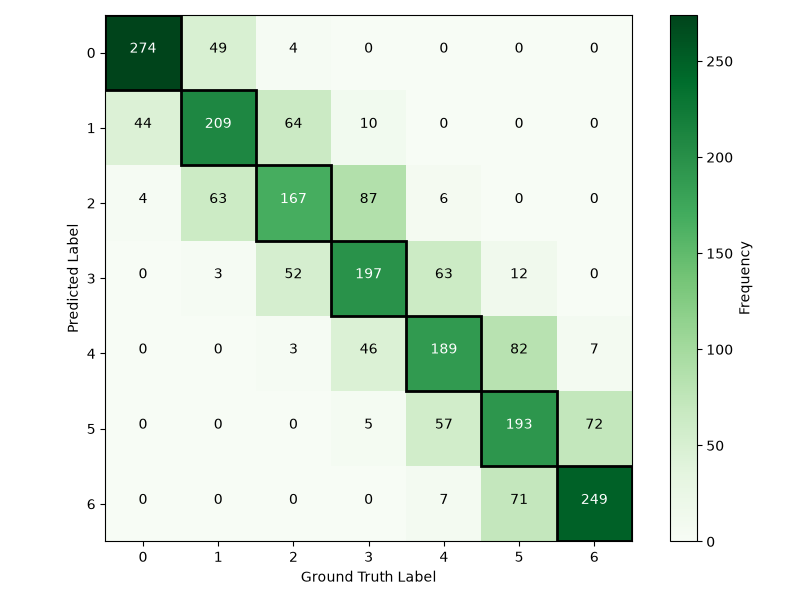 0 274 49 4 0 0 0 0
1 44 209 64 10 0 0 0
2 4 63 167 87 6 0 0
3 0 3 52 197 63 12 0
4 0 0 3 46 189 82 7
5 0 0 0 5 57 193 72
6 0 0 0 0 7 71 249
0 1 2 3 4 5 6
Ground Truth Label
Predicted Label
250
200
150
100
50
0
Frequency